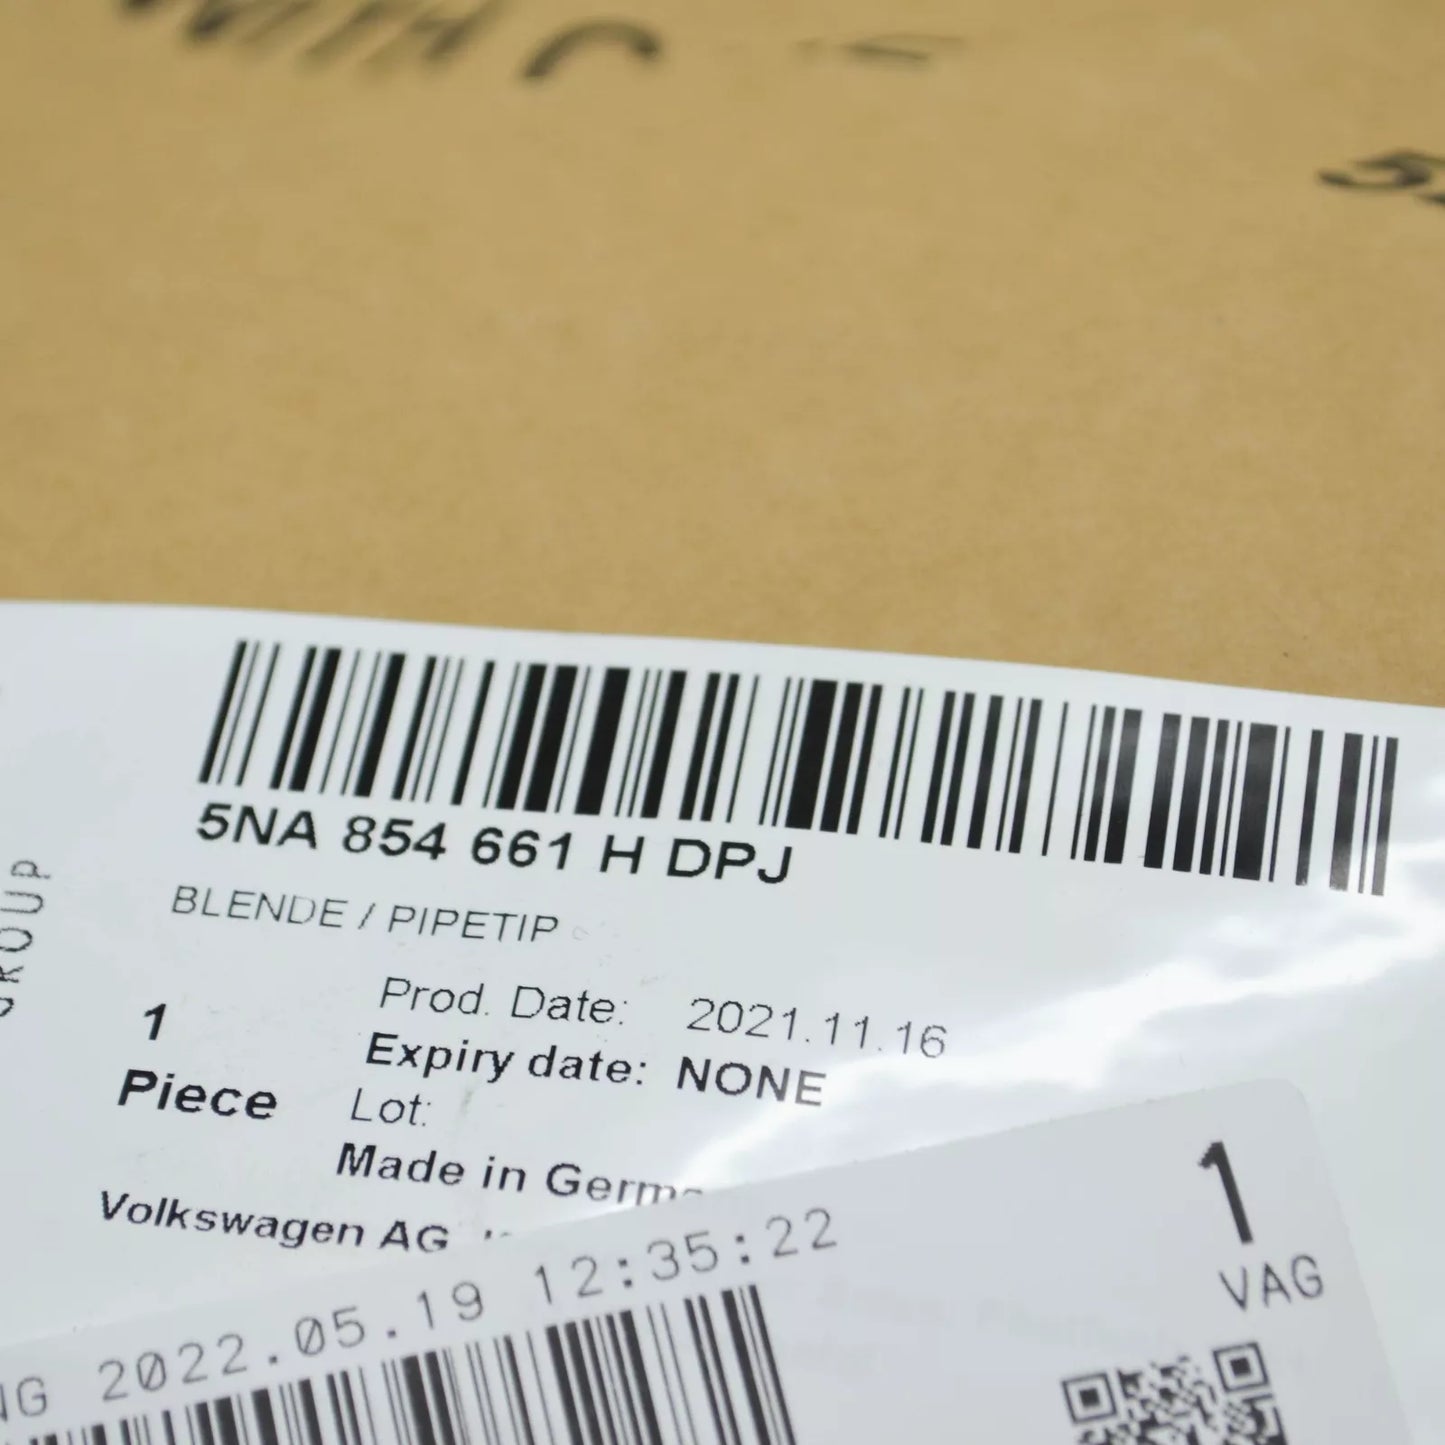 5NA 854 661 H DPJ
BLENDE / PIPETIP
Prod. Date: 2021.11.16
1
Expiry date: NONE
Piece
Lot:
Made in
Volkswagen AG
GROUP
2022.05.19 12:35:22
1
VAG